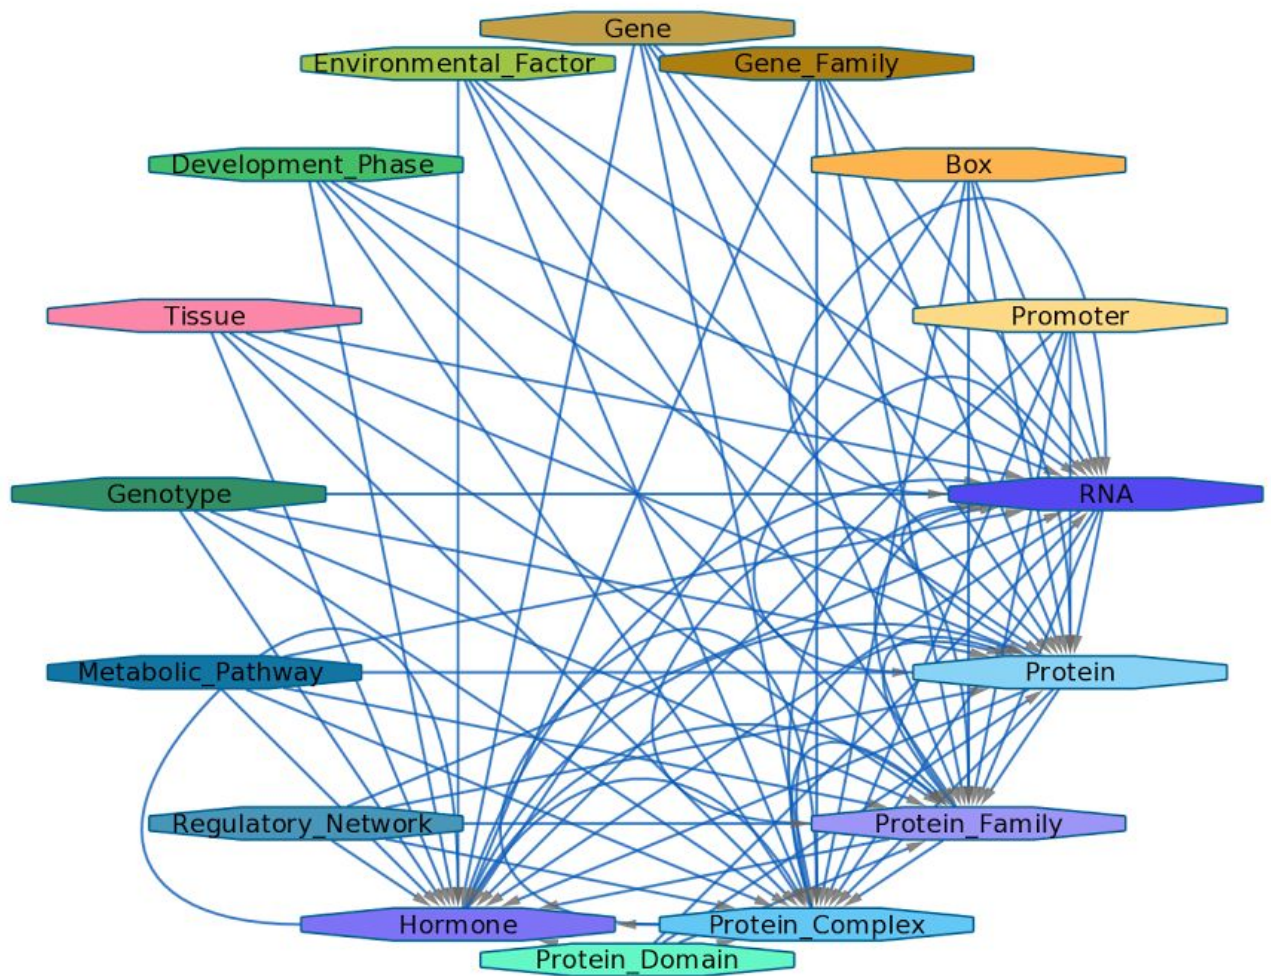 Gene
Environmental_Factor
Gene_Family
Development_Phase
Box
Tissue
Promoter
Genotype
RNA
Metabolic_Pathway
Protein
Regulatory_Network
Protein_Family
Hormone
Protein_Complex
Protein_Domain